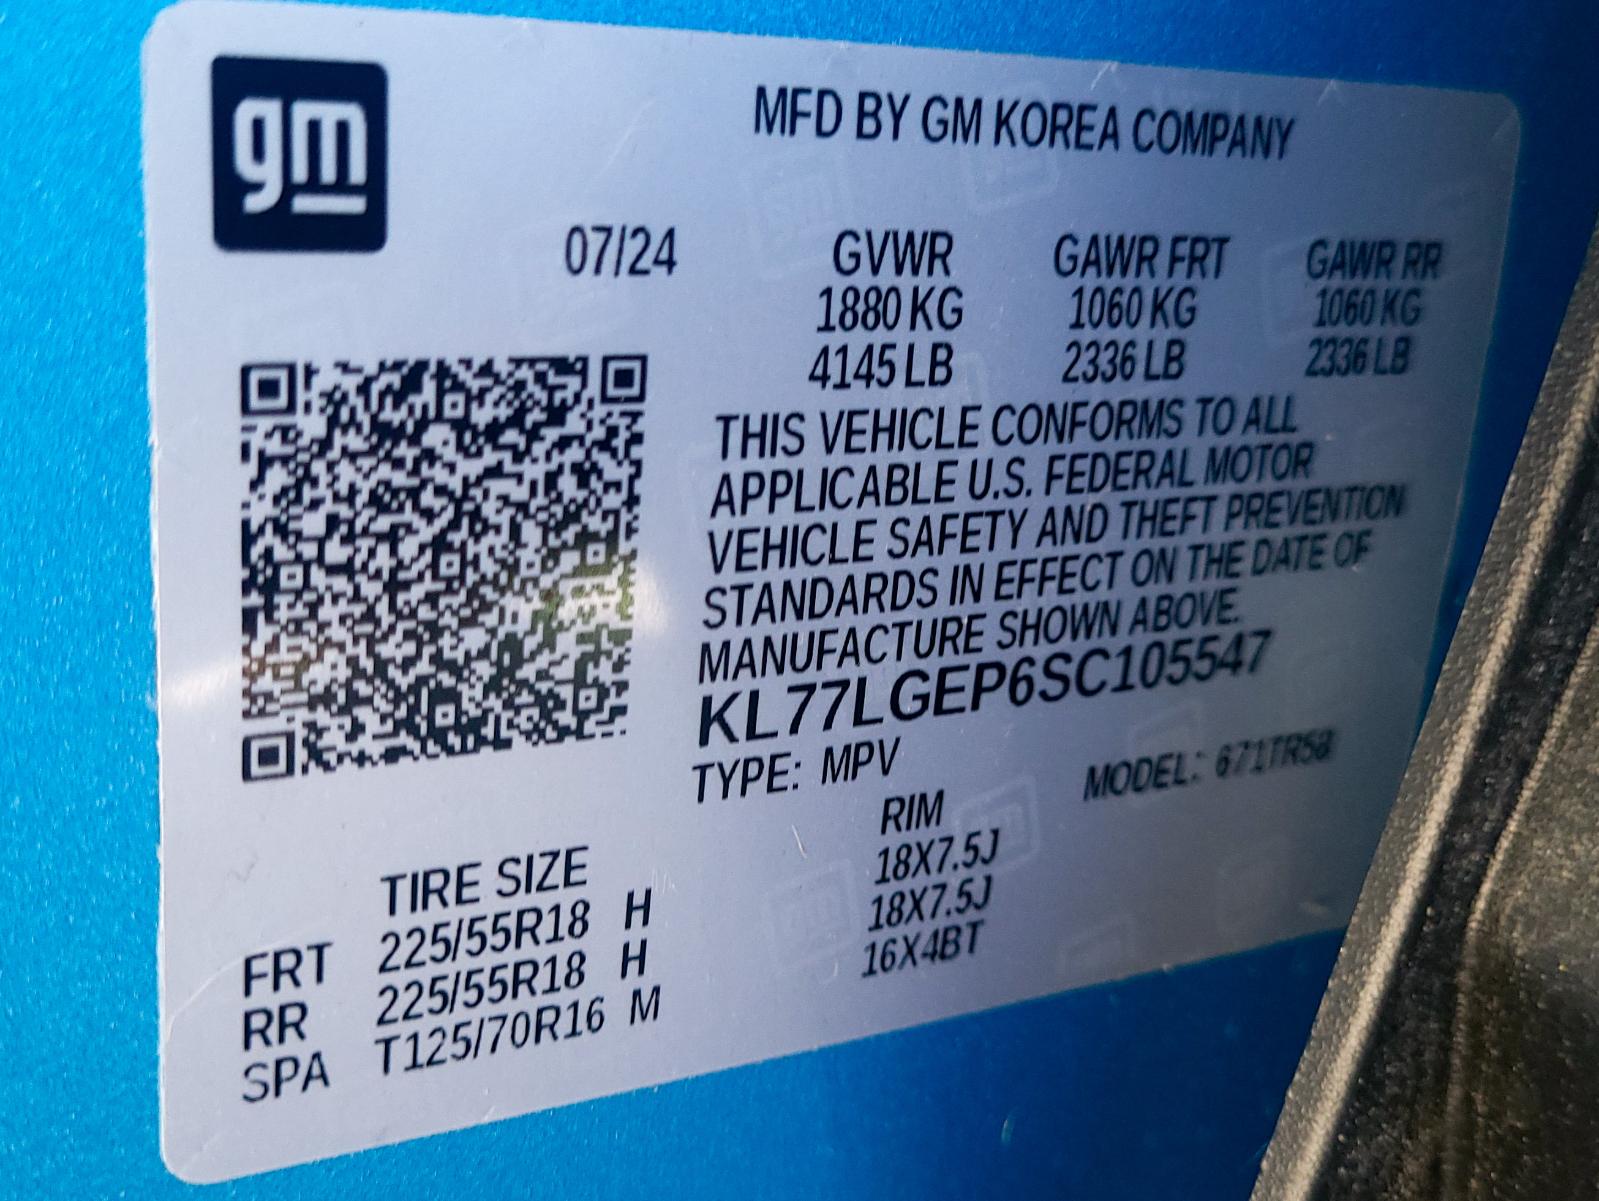 gm
MFD BY GM KOREA COMPANY
07/24 GVWR GAWR FRT GAWR RR
1880 KG 1060 KG 1060 KG
4145 LB 2336 LB 2336 LB
THIS VEHICLE CONFORMS TO ALL
APPLICABLE U.S. FEDERAL MOTOR
VEHICLE SAFETY AND THEFT PREVENTION
STANDARDS IN EFFECT ON THE DATE OF
MANUFACTURE SHOWN ABOVE.
KL77LGEP6SC105547
TYPE: MPV MODEL: 671TR58
TIRE SIZE RIM
FRT 225/55R18 H 18X7.5J
RR 225/55R18 H 18X7.5J
SPA T125/70R16 M 16X4BT